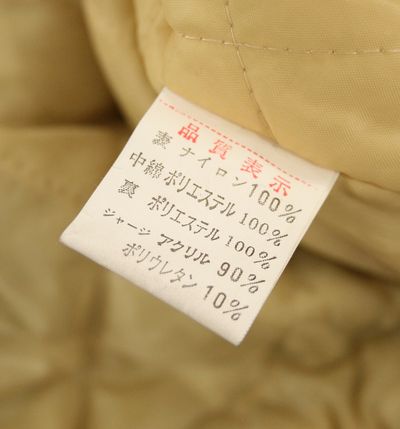 品質表示
表 ナイロン 100%
中綿 ポリエステル 100%
裏 ポリエステル 100%
ジャージ アクリル 90%
ポリウレタン 10%